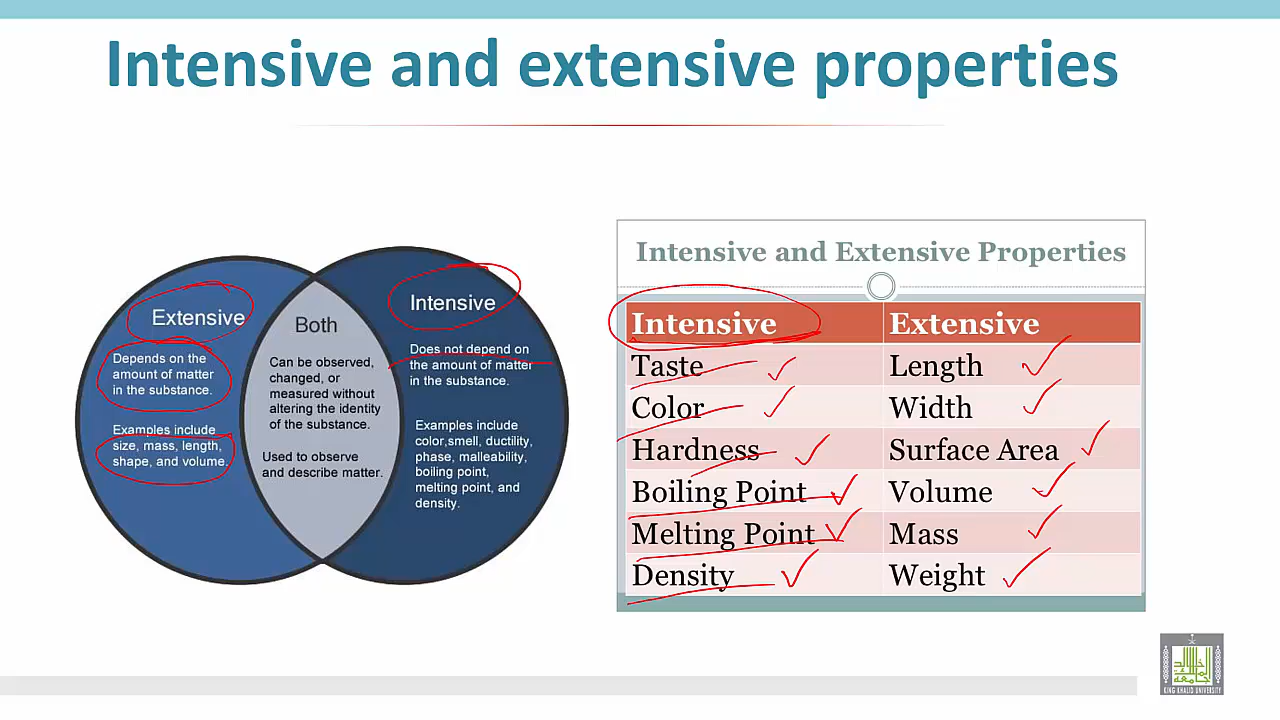 Intensive and extensive properties
Extensive
Depends on the
amount of matter
in the substance.
Examples include
size, mass, length,
shape, and volume.
Both
Can be observed,
changed, or
measured without
altering the identity
of the substance.
Used to observe
and describe matter.
Intensive
Does not depend on
the amount of matter
in the substance.
Examples include
color,smell, ductility,
phase, malleability,
boiling point,
melting point, and
density.
Intensive and Extensive Properties
Intensive Extensive
Taste Length
Color Width
Hardness Surface Area
Boiling Point Volume
Melting Point Mass
Density Weight
KING KHALID UNIVERSITY